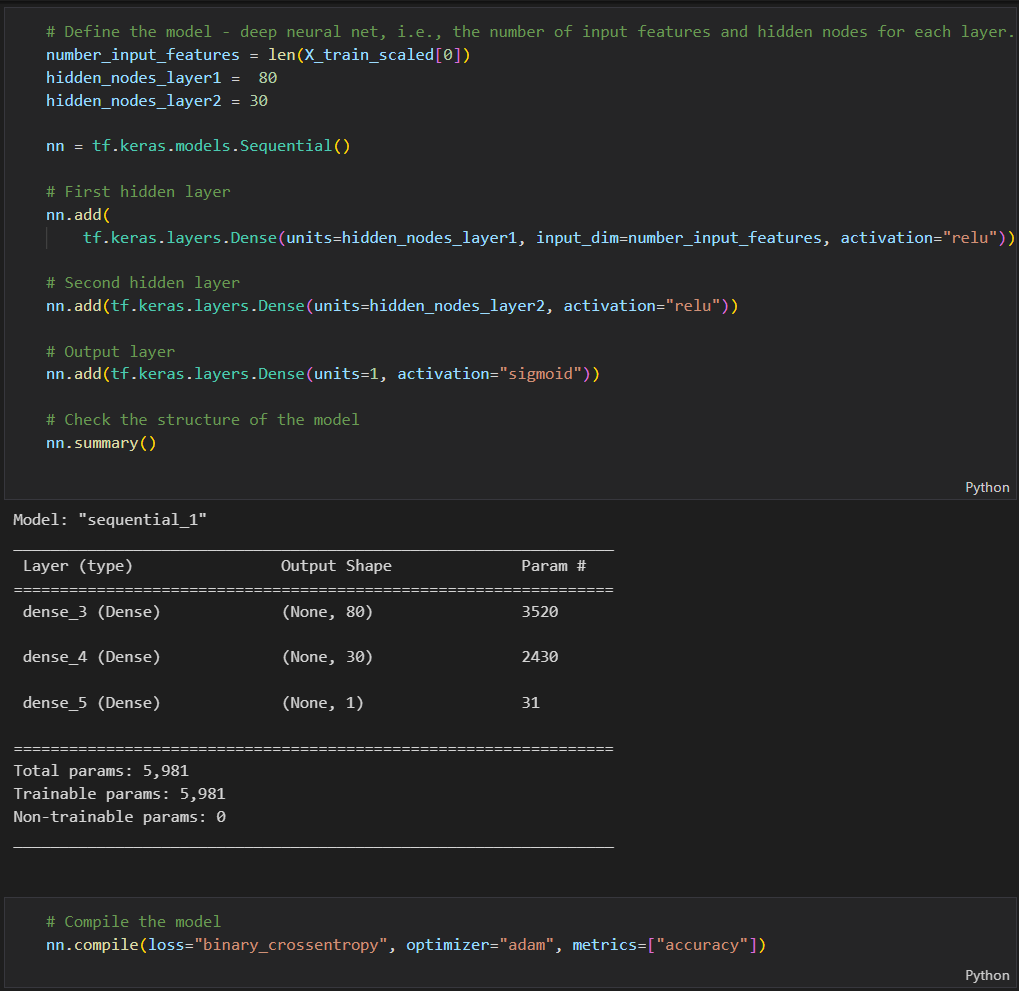 # Define the model - deep neural net, i.e., the number of input features and hidden nodes for each layer.
number_input_features = len(X_train_scaled[0])
hidden_nodes_layer1 =  80
hidden_nodes_layer2 = 30
nn = tf.keras.models.Sequential()
# First hidden layer
nn.add(
    tf.keras.layers.Dense(units=hidden_nodes_layer1, input_dim=number_input_features, activation="relu"))
# Second hidden layer
nn.add(tf.keras.layers.Dense(units=hidden_nodes_layer2, activation="relu"))
# Output layer
nn.add(tf.keras.layers.Dense(units=1, activation="sigmoid"))
# Check the structure of the model
nn.summary()
Python
Model: "sequential_1"
_________________________________________________________________
Layer (type)                Output Shape              Param #
=================================================================
dense_3 (Dense)             (None, 80)                3520
dense_4 (Dense)             (None, 30)                2430
dense_5 (Dense)             (None, 1)                 31
=================================================================
Total params: 5,981
Trainable params: 5,981
Non-trainable params: 0
_________________________________________________________________
# Compile the model
nn.compile(loss="binary_crossentropy", optimizer="adam", metrics=["accuracy"])
Python